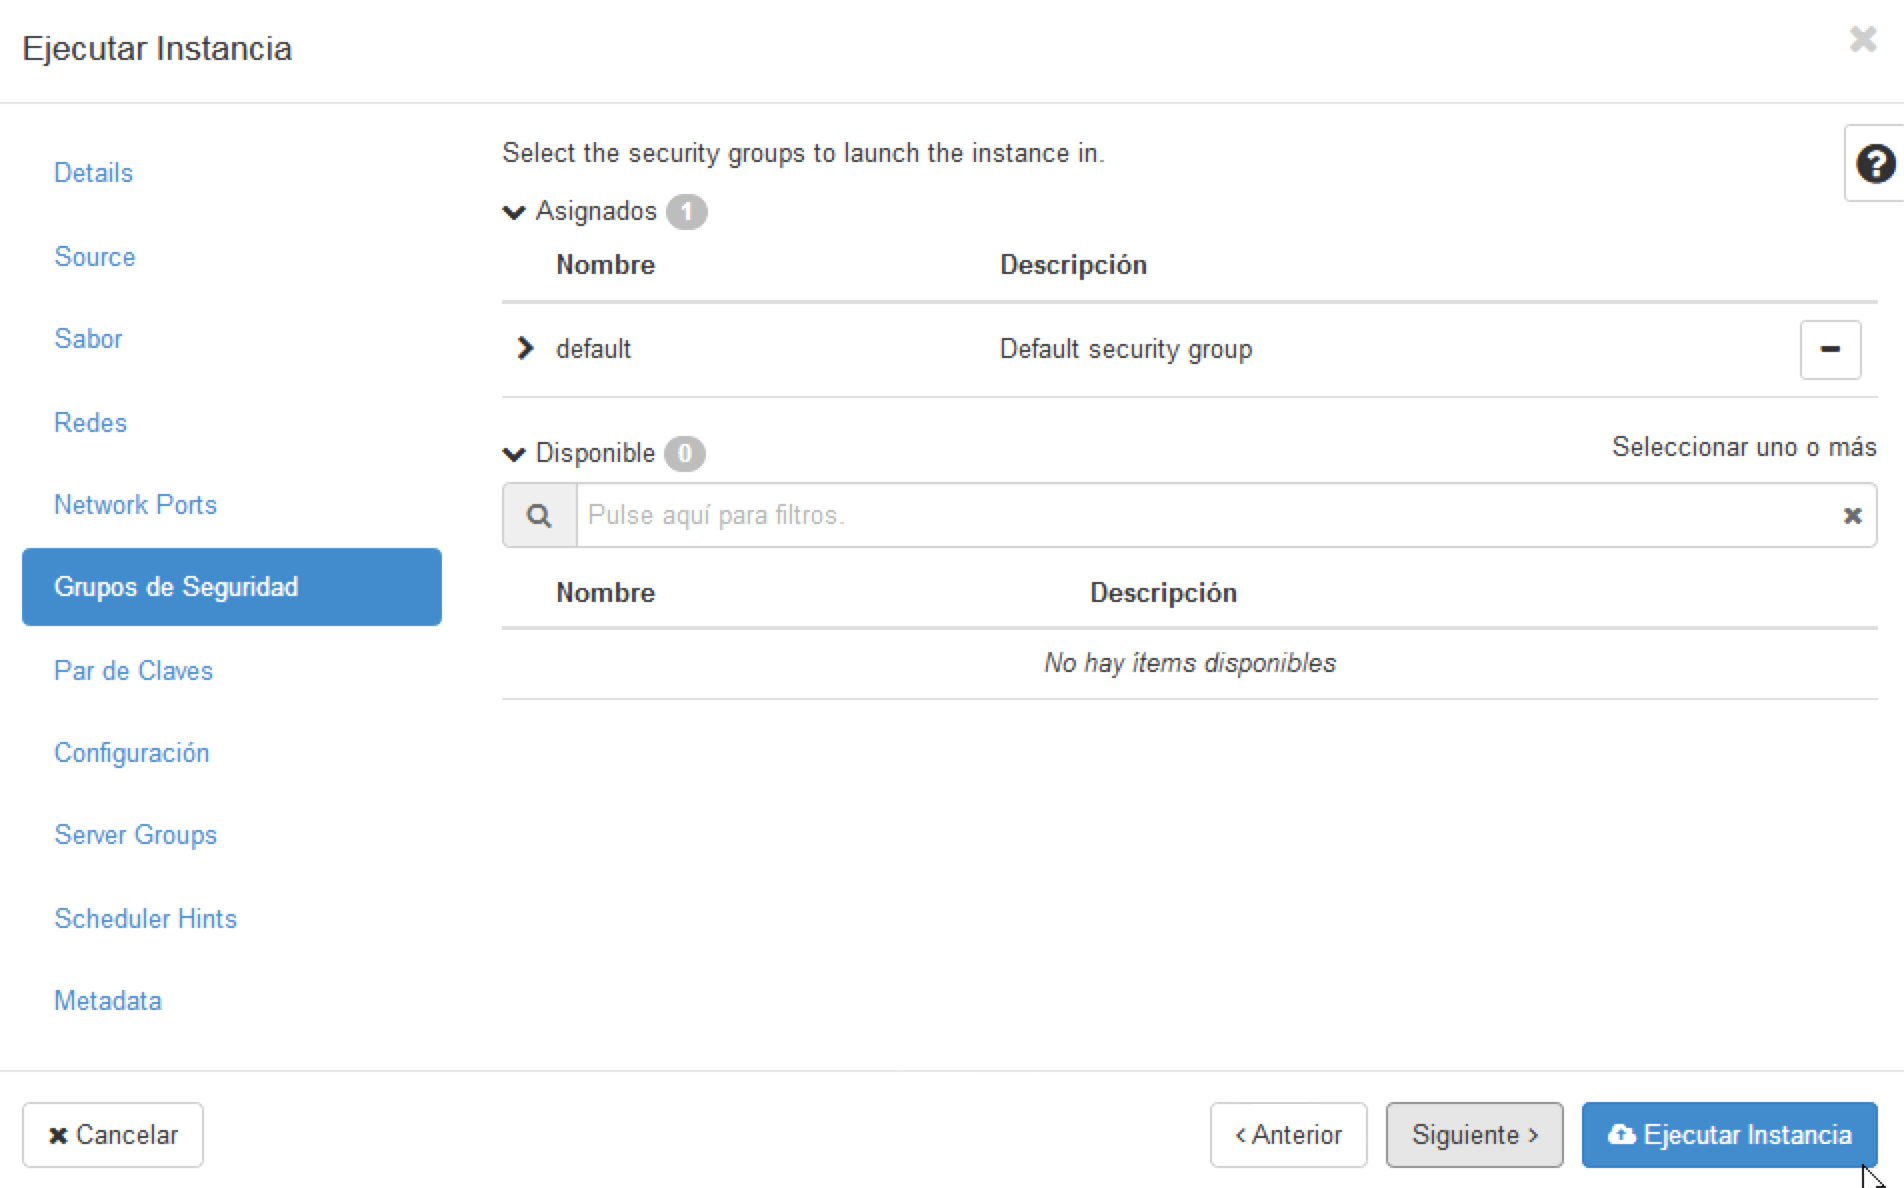 Ejecutar Instancia
Details
Source
Sabor
Redes
Network Ports
Grupos de Seguridad
Par de Claves
Configuración
Server Groups
Scheduler Hints
Metadata
Select the security groups to launch the instance in.
Asignados 1
Nombre Descripción
default Default security group
Disponible 0 Seleccionar uno o más
Pulse aquí para filtros.
Nombre Descripción
No hay ítems disponibles
Cancelar
‹ Anterior
Siguiente ›
Ejecutar Instancia